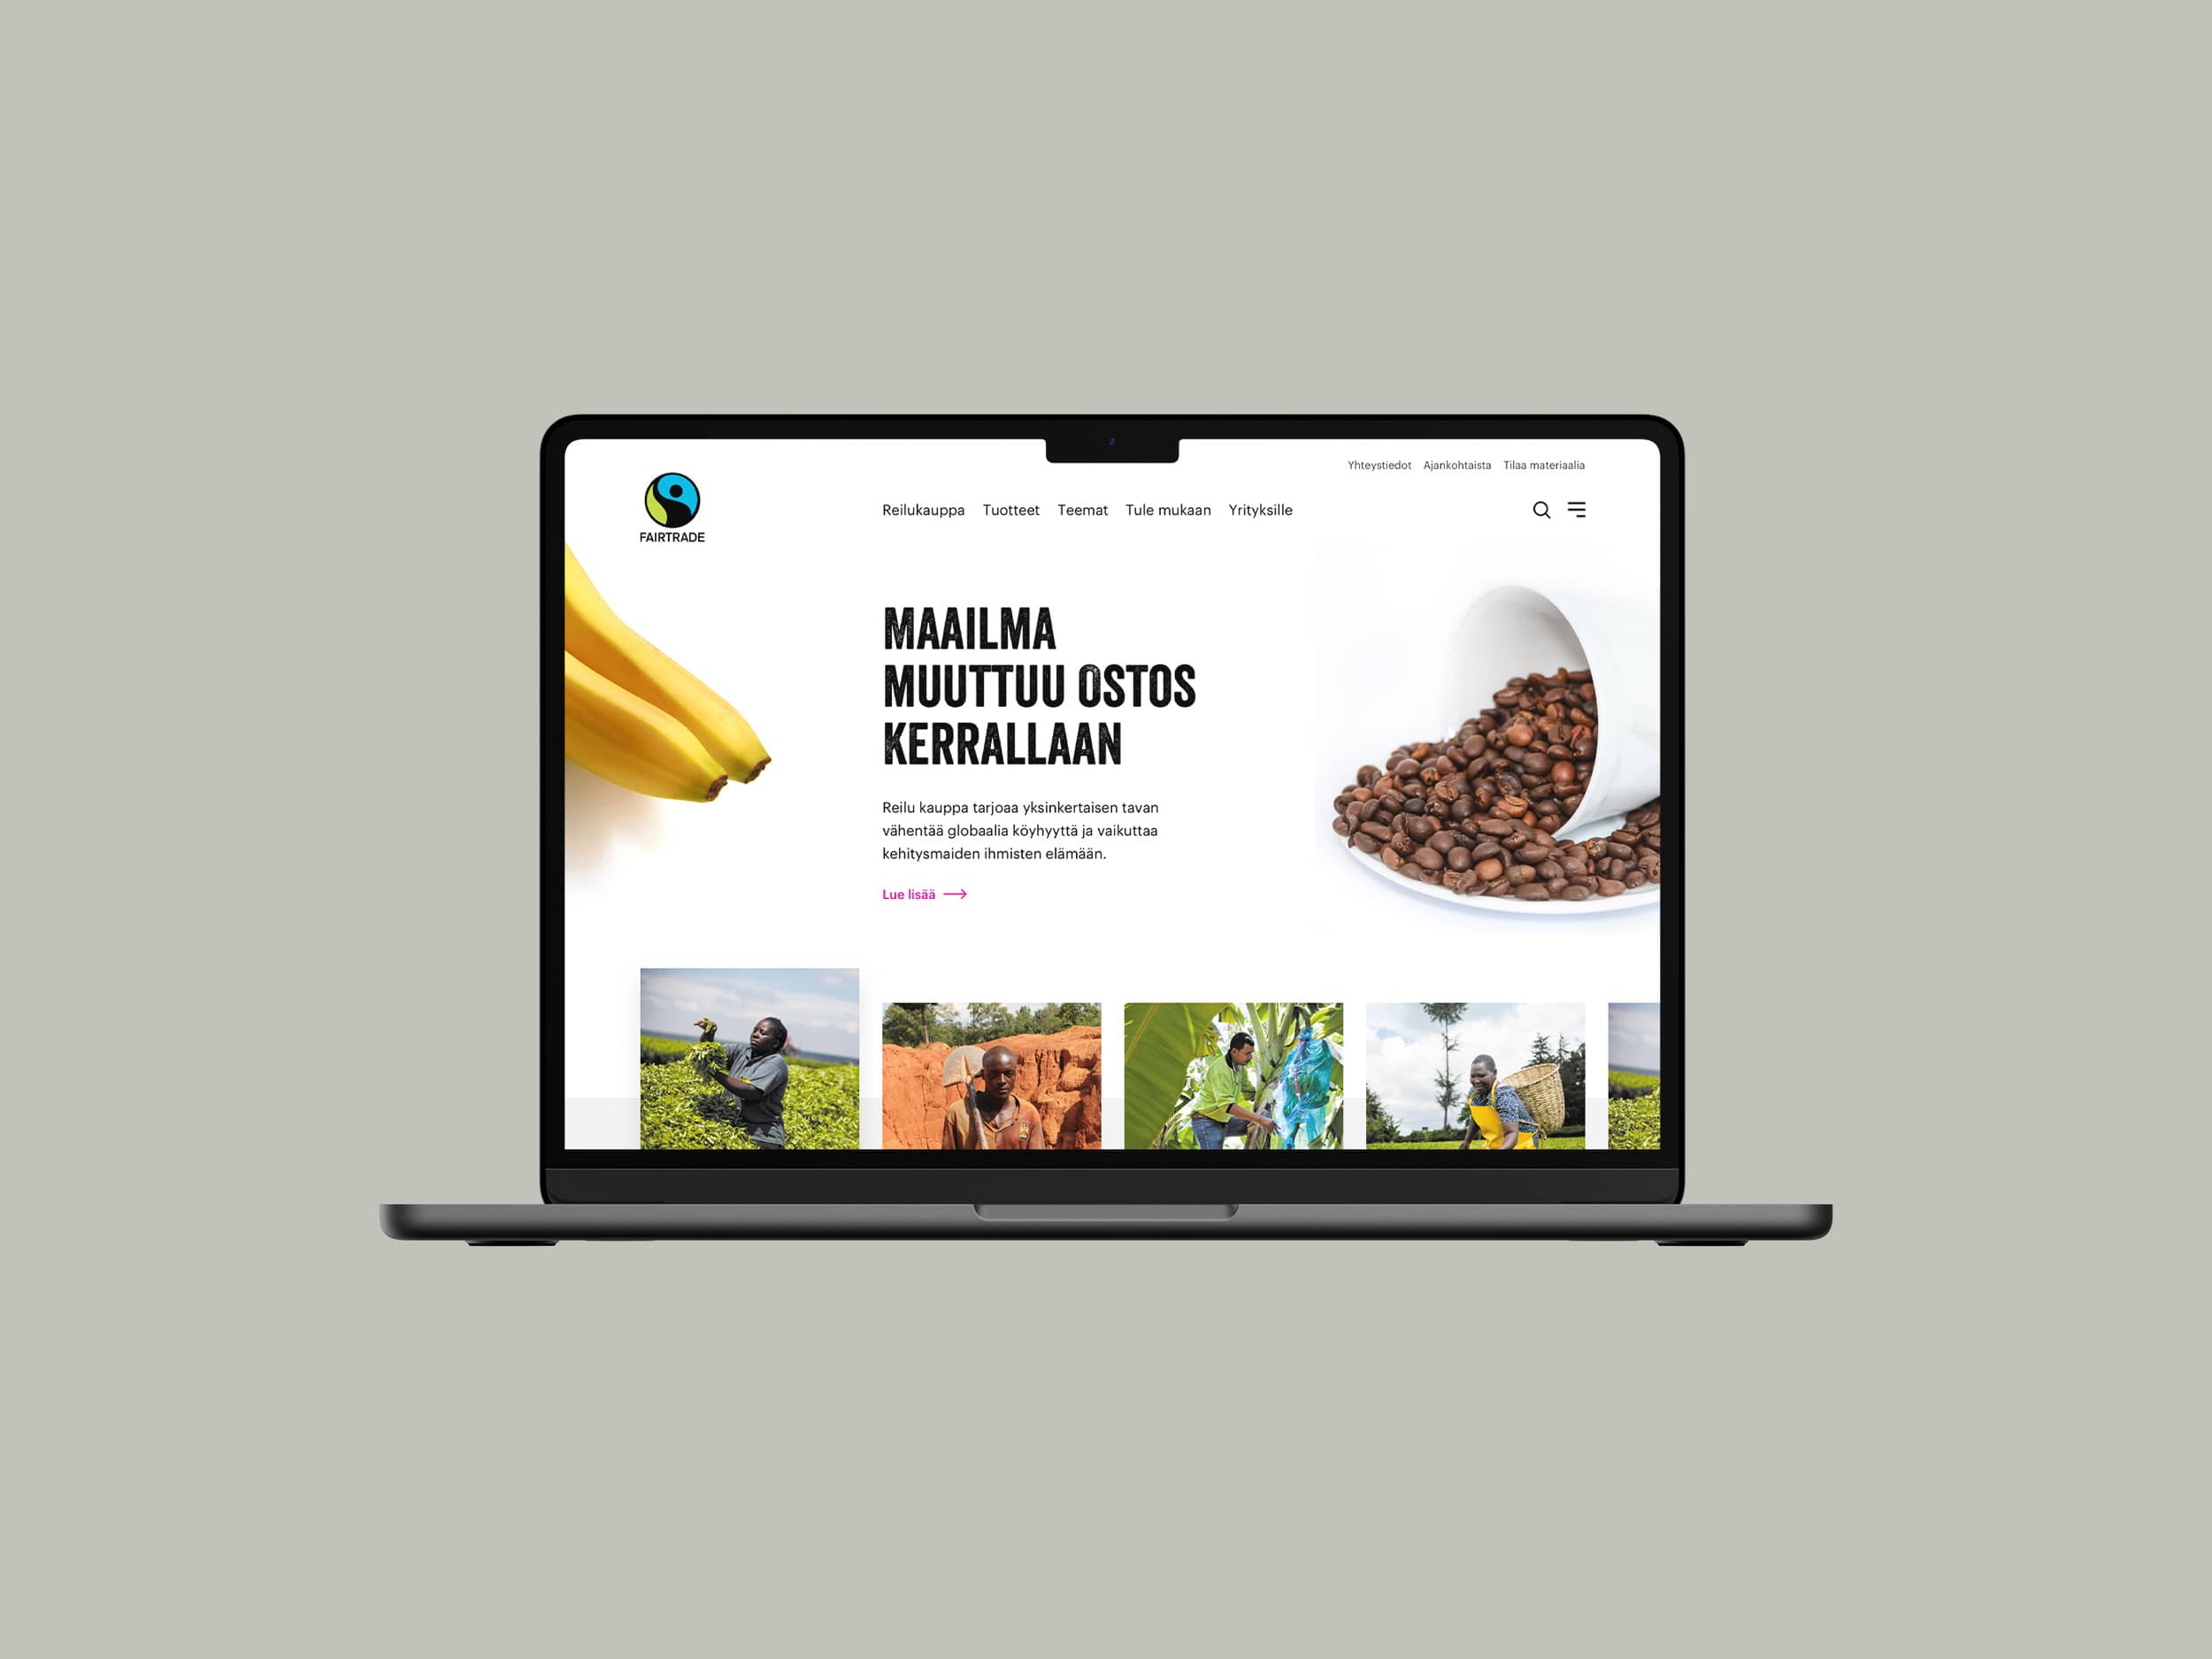 Yhteystiedot Ajankohtaista Tilaa materiaalia
FAIRTRADE
Reilukauppa Tuotteet Teemat Tule mukaan Yrityksille
MAAILMA
MUUTTUU OSTOS
KERRALLAAN
Reilu kauppa tarjoaa yksinkertaisen tavan
vähentää globaalia köyhyyttä ja vaikuttaa
kehitysmaiden ihmisten elämään.
Lue lisää